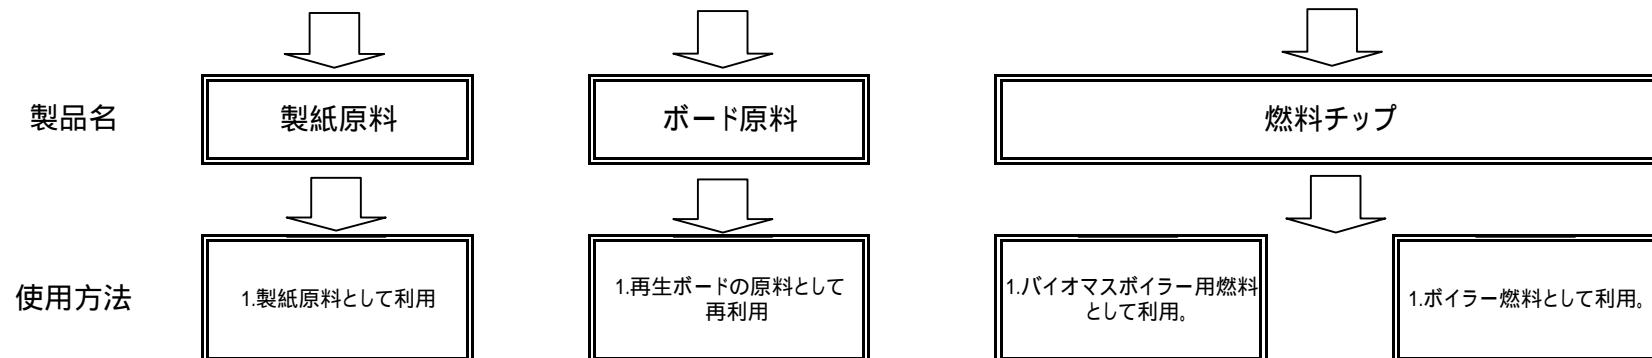 製品名
製紙原料
ボード原料
燃料チップ
使用方法
1.製紙原料として利用
1.再生ボードの原料として
再利用
1.バイオマスボイラー用燃料
として利用。
1.ボイラー燃料として利用。